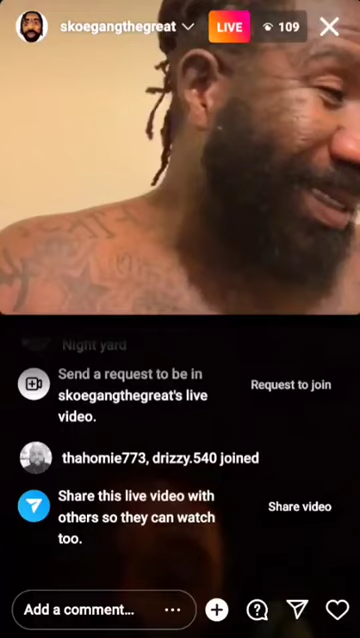 skoegangthegreat
LIVE
109
Night yard
Send a request to be in
skoegangthegreat's live
video.
Request to join
thahomie773, drizzy.540 joined
Share this live video with
others so they can watch
too.
Share video
Add a comment...